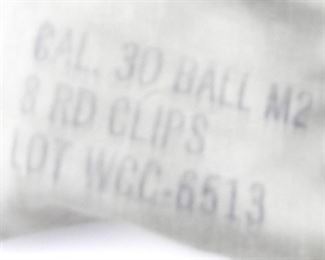 CAL. 30 BALL M2
8 RD CLIPS
LOT WCC-6513